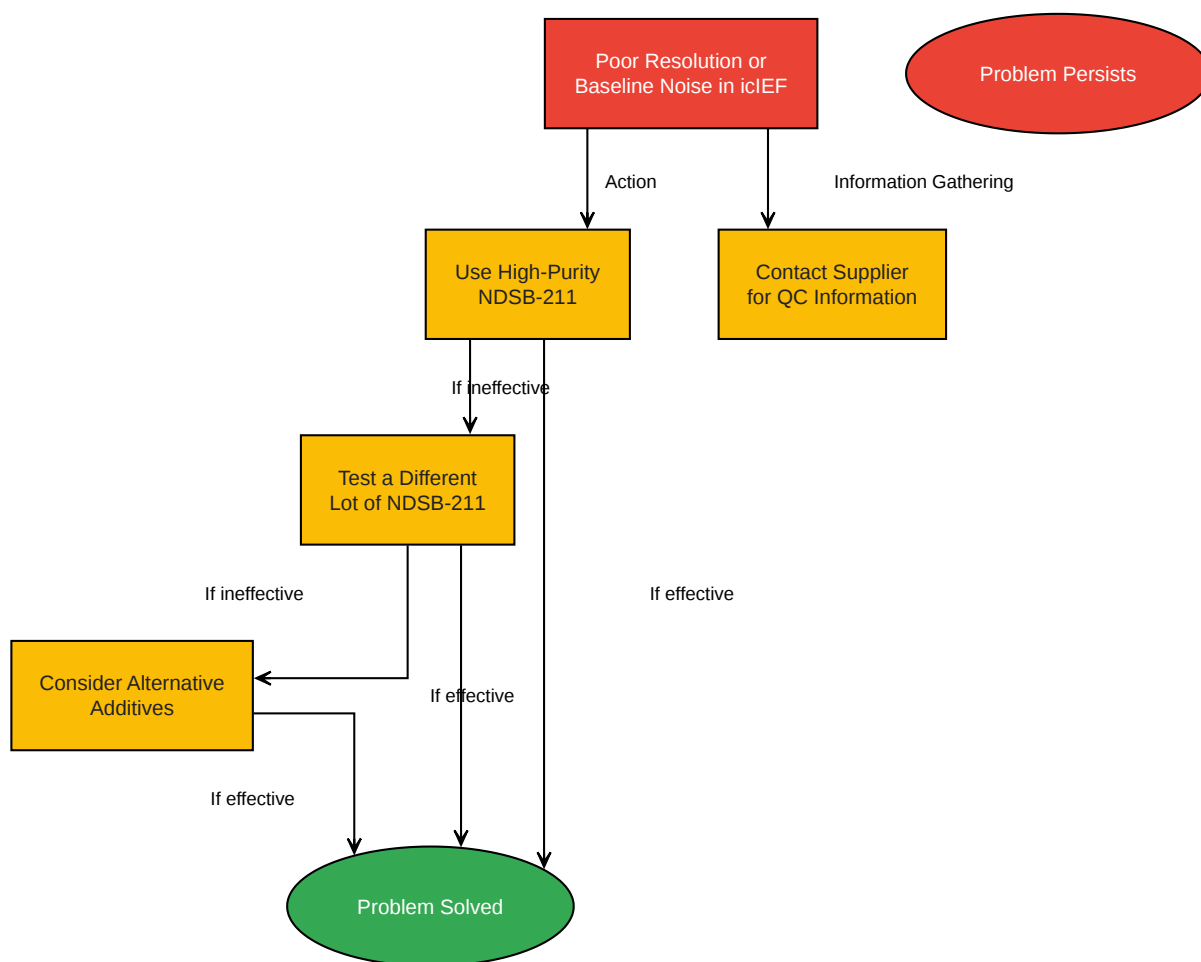 Poor Resolution or
Baseline Noise in icIEF
Problem Persists
Action
Information Gathering
Use High-Purity
NDSB-211
Contact Supplier
for QC Information
If ineffective
Test a Different
Lot of NDSB-211
If ineffective
If effective
Consider Alternative
Additives
If effective
If effective
Problem Solved